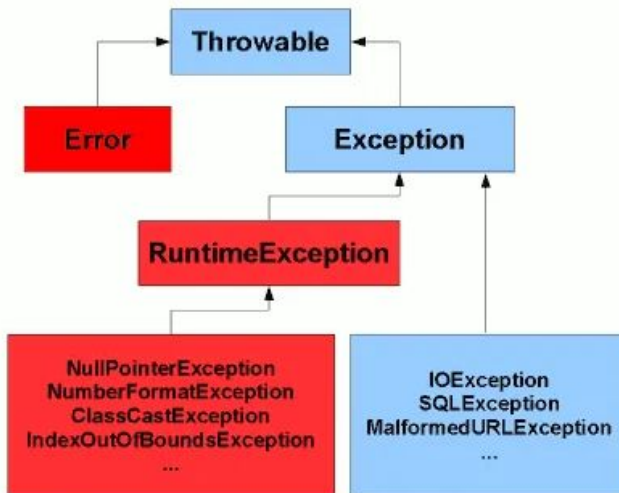 Throwable
Error
Exception
RuntimeException
NullPointerException
NumberFormatException
ClassCastException
IndexOutOfBoundsException
...
IOException
SQLException
MalformedURLException
...